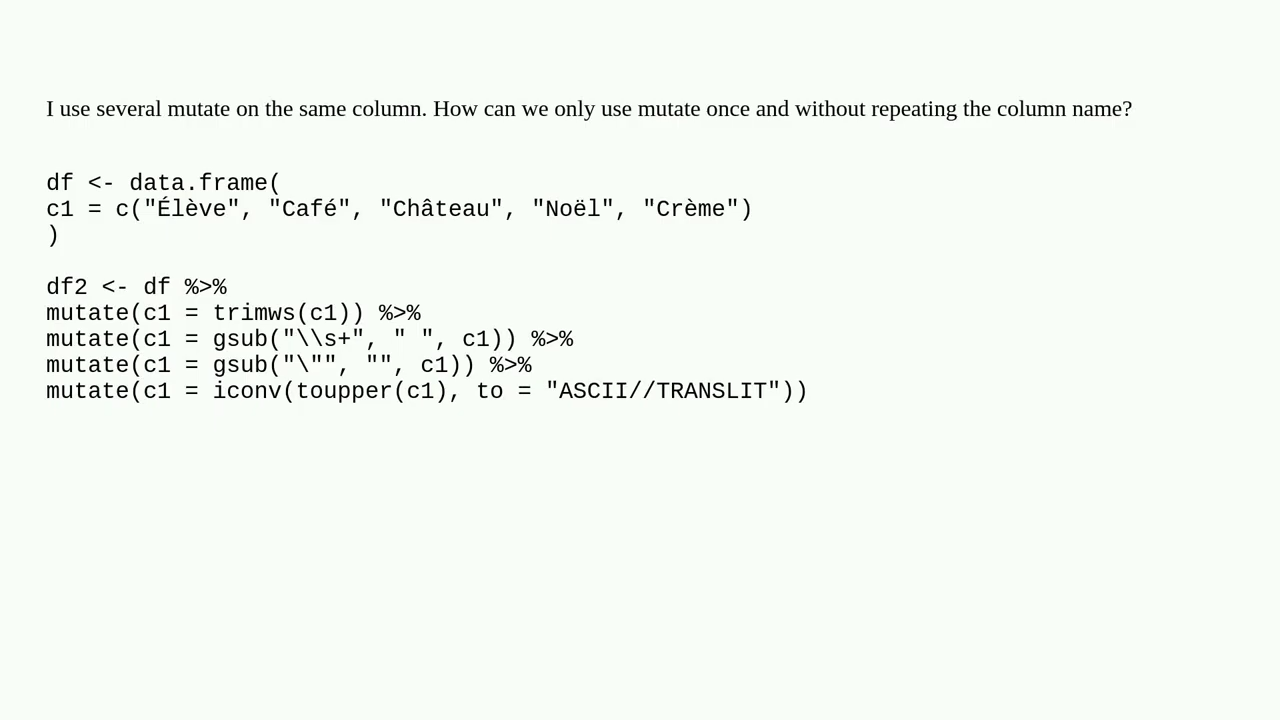 I use several mutate on the same column. How can we only use mutate once and without repeating the column name?
df <- data.frame(
c1 = c("Élève", "Café", "Château", "Noël", "Crème")
)
df2 <- df %>%
mutate(c1 = trimws(c1)) %>%
mutate(c1 = gsub("\\s+", " ", c1)) %>%
mutate(c1 = gsub("\"", "", c1)) %>%
mutate(c1 = iconv(toupper(c1), to = "ASCII//TRANSLIT"))